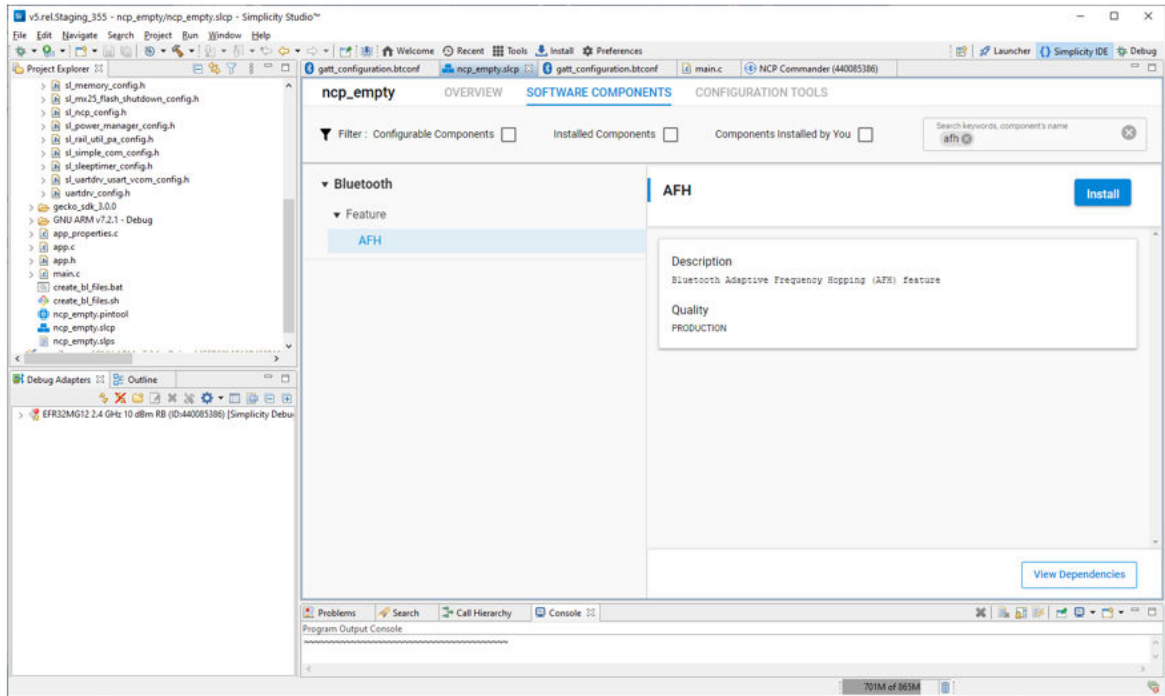 v5.rel.Staging_355 - ncp_empty/ncp_empty.slcp - Simplicity Studio™
File Edit Navigate Search Project Run Window Help
Welcome Recent Tools Install Preferences
Launcher {} Simplicity IDE Debug
Project Explorer
sl_memory_config.h
sl_mx25_flash_shutdown_config.h
sl_ncp_config.h
sl_power_manager_config.h
sl_rail_util_pa_config.h
sl_simple_com_config.h
sl_sleeptimer_config.h
sl_uartdrv_usart_vcom_config.h
uartdrv_config.h
gecko_sdk_3.0.0
GNU ARM v7.2.1 - Debug
app_properties.c
app.c
app.h
main.c
create_bl_files.bat
create_bl_files.sh
ncp_empty.pintool
ncp_empty.slcp
ncp_empty.slps
Debug Adapters Outline
EFR32MG12 2.4 GHz 10 dBm RB (ID:440085386) [Simplicity Debu
gatt_configuration.btconf ncp_empty.slcp gatt_configuration.btconf main.c NCP Commander (440085386)
ncp_empty OVERVIEW SOFTWARE COMPONENTS CONFIGURATION TOOLS
Filter : Configurable Components Installed Components Components Installed by You
Search keywords, component's name
afh
Bluetooth
Feature
AFH
AFH
Install
Description
Bluetooth Adaptive Frequency Hopping (AFH) feature
Quality
PRODUCTION
View Dependencies
Problems Search Call Hierarchy Console
Program Output Console
701M of 865M